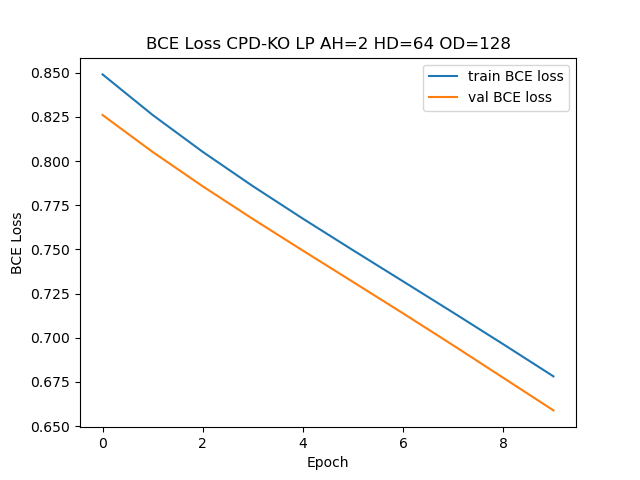 BCE Loss CPD-KO LP AH=2 HD=64 OD=128
train BCE loss
val BCE loss
BCE Loss
0.850
0.825
0.800
0.775
0.750
0.725
0.700
0.675
0.650
0 2 4 6 8
Epoch